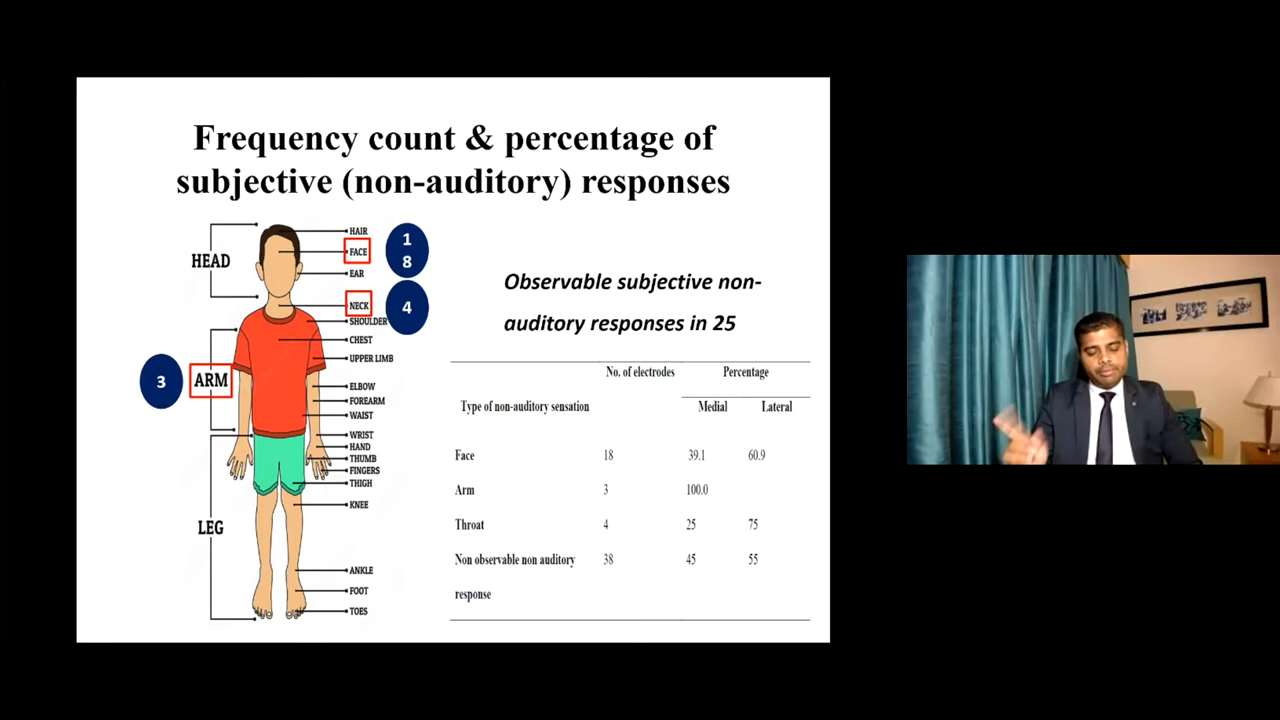 Frequency count & percentage of
subjective (non-auditory) responses
HEAD
ARM
LEG
HAIR
FACE
EAR
NECK
SHOULDER
CHEST
UPPER LIMB
ELBOW
FOREARM
WAIST
WRIST
HAND
THUMB
FINGERS
THIGH
KNEE
ANKLE
FOOT
TOES
1
8
4
3
Observable subjective non-
auditory responses in 25
No. of electrodes Percentage
Type of non-auditory sensation Medial Lateral
Face 18 39.1 60.9
Arm 3 100.0
Throat 4 25 75
Non observable non auditory 38 45 55
response